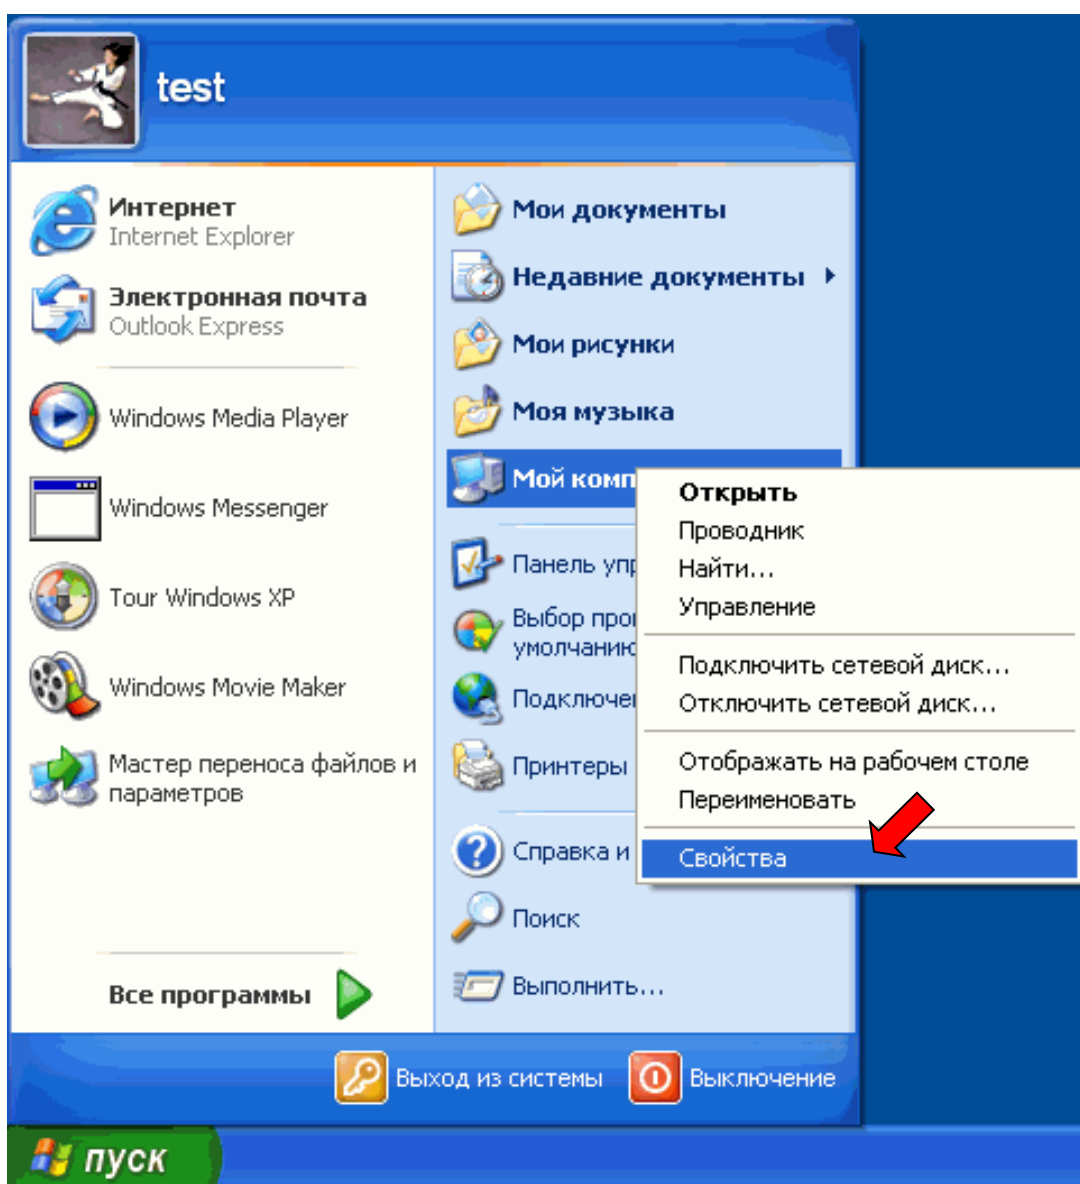 test
Интернет
Internet Explorer
Электронная почта
Outlook Express
Windows Media Player
Windows Messenger
Tour Windows XP
Windows Movie Maker
Мастер переноса файлов и
параметров
Все программы
Мои документы
Недавние документы
Мои рисунки
Моя музыка
Мой комп
Панель упр
Выбор про
умолчанию
Подключе
Принтеры
Справка и
Поиск
Выполнить...
Открыть
Проводник
Найти...
Управление
Подключить сетевой диск...
Отключить сетевой диск...
Отображать на рабочем столе
Переименовать
Свойства
Выход из системы
Выключение
пуск